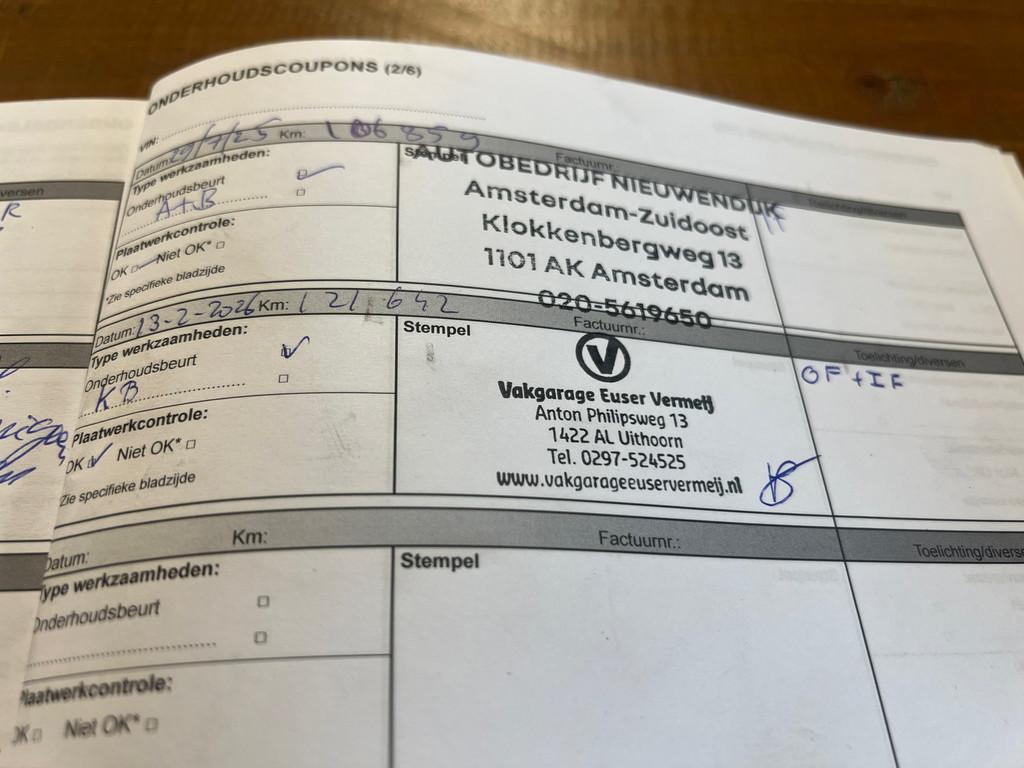 ONDERHOUDSCOUPONS (2/6)
VIN:
Datum: 29/7/25 Km: 106 859 Factuurnr.: Toelichting/diversen
Type werkzaamheden:
Onderhoudsbeurt
A+B
Plaatwerkcontrole:
OK Niet OK*
*Zie specifieke bladzijde
Stempel
AUTOBEDRIJF NIEUWENDIJK
Amsterdam-Zuidoost
Klokkenbergweg 13
1101 AK Amsterdam
020-5619650
Datum: 13-2-2026 Km: 121.642 Factuurnr.: Toelichting/diversen
Type werkzaamheden:
Onderhoudsbeurt
KB
Plaatwerkcontrole:
OK Niet OK*
Zie specifieke bladzijde
Stempel
V
Vakgarage Euser Vermeij
Anton Philipsweg 13
1422 AL Uithoorn
Tel. 0297-524525
www.vakgarageeuservermeij.nl
OF + IF
Datum: Km: Factuurnr.: Toelichting/diverse
Type werkzaamheden:
Onderhoudsbeurt
Plaatwerkcontrole:
OK Niet OK*
Stempel
versen
R